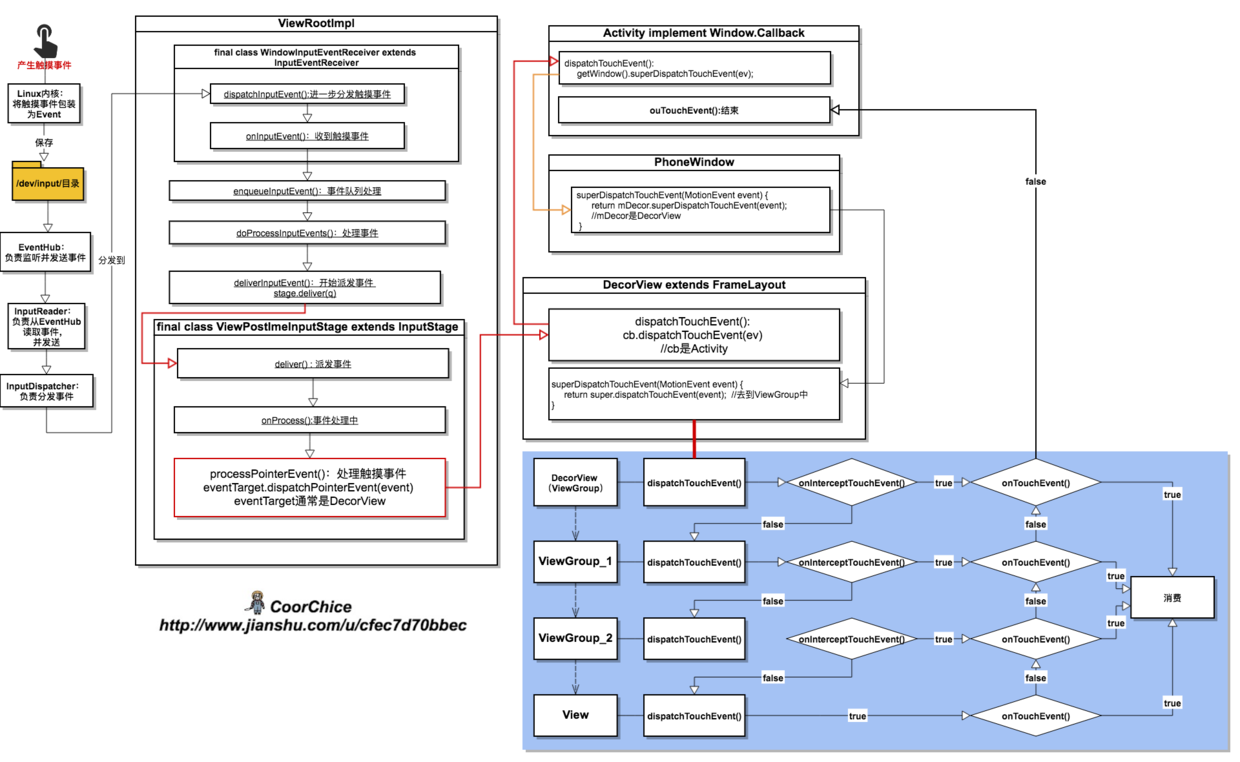 产生触摸事件
Linux内核：
将触摸事件包装
为Event
保存
/dev/input/目录
EventHub：
负责监听并发送事件
InputReader：
负责从EventHub
读取事件，
并发送
InputDispatcher：
负责分发事件
分发到
ViewRootImpl
final class WindowInputEventReceiver extends
InputEventReceiver
dispatchInputEvent():进一步分发触摸事件
onInputEvent()：收到触摸事件
enqueueInputEvent()：事件队列处理
doProcessInputEvents()：处理事件
deliverInputEvent()：开始派发事件
stage.deliver(q)
final class ViewPostImeInputStage extends InputStage
deliver()：派发事件
onProcess():事件处理中
processPointerEvent()：处理触摸事件
eventTarget.dispatchPointerEvent(event)
eventTarget通常是DecorView
CoorChice
http://www.jianshu.com/u/cfec7d70bbec
Activity implement Window.Callback
dispatchTouchEvent():
getWindow().superDispatchTouchEvent(ev);
ouTouchEvent():结束
PhoneWindow
superDispatchTouchEvent(MotionEvent event) {
return mDecor.superDispatchTouchEvent(event);
//mDecor是DecorView
}
DecorView extends FrameLayout
dispatchTouchEvent():
cb.dispatchTouchEvent(ev)
//cb是Activity
superDispatchTouchEvent(MotionEvent event) {
return super.dispatchTouchEvent(event);  //去到ViewGroup中
}
false
DecorView
(ViewGroup)
dispatchTouchEvent()
onInterceptTouchEvent()
true
onTouchEvent()
true
false
false
ViewGroup_1
dispatchTouchEvent()
onInterceptTouchEvent()
true
onTouchEvent()
true
消费
false
false
ViewGroup_2
dispatchTouchEvent()
onInterceptTouchEvent()
true
onTouchEvent()
true
false
false
View
dispatchTouchEvent()
true
onTouchEvent()
true